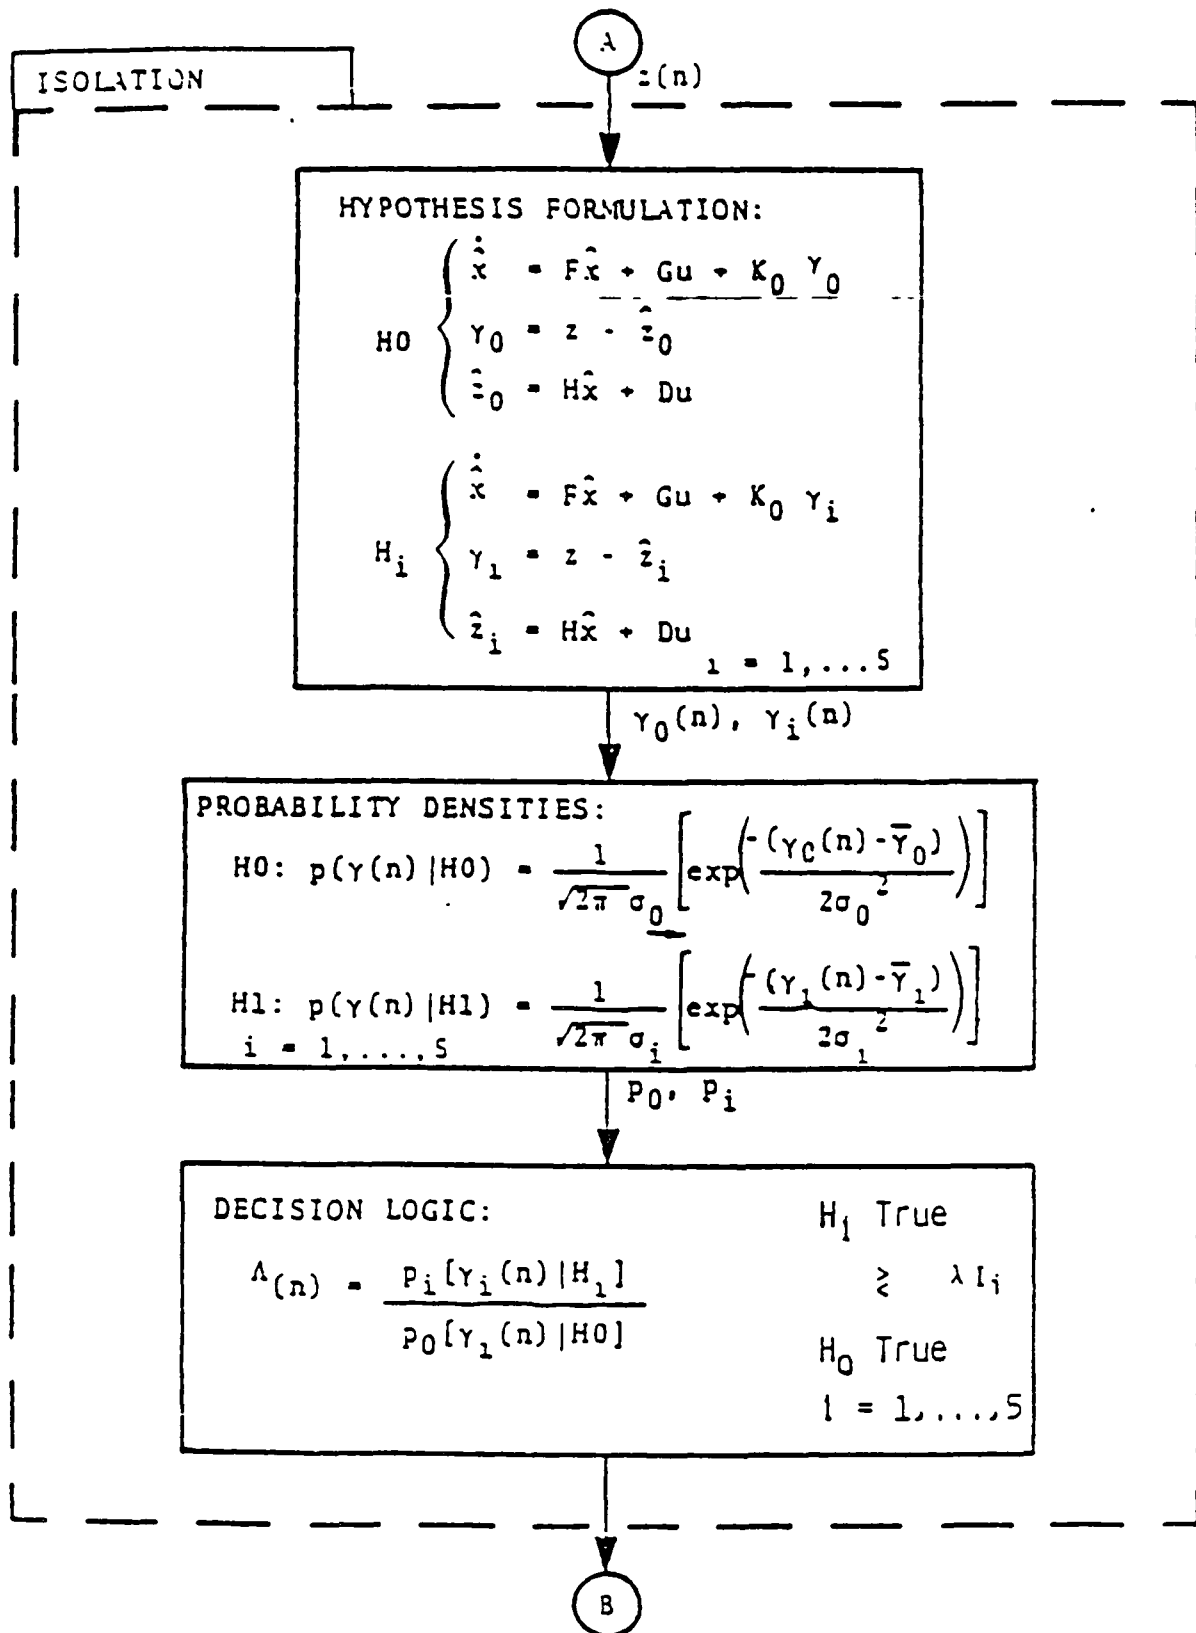 A
z(n)
ISOLATION
HYPOTHESIS FORMULATION:
H0 { x̂̇ = Fx̂ + Gu + K₀ γ₀
γ₀ = z - ẑ₀
ẑ₀ = Hx̂ + Du
Hᵢ { x̂̇ = Fx̂ + Gu + K₀ γᵢ
γᵢ = z - ẑᵢ
ẑᵢ = Hx̂ + Du
i = 1,...5
γ₀(n), γᵢ(n)
PROBABILITY DENSITIES:
H0: p(γ(n)|H0) = 1/(√2π σ₀) [exp(-(γ₀(n)-γ̄₀)/2σ₀²)]
H1: p(γ(n)|H1) = 1/(√2π σᵢ) [exp(-(γᵢ(n)-γ̄ᵢ)/2σᵢ²)]
i = 1,....,5
p₀, pᵢ
DECISION LOGIC:
Hᵢ True
Λ(n) = pᵢ[γᵢ(n)|Hᵢ] / p₀[γᵢ(n)|H0] ≷ λIᵢ
H₀ True
i = 1,...,5
B